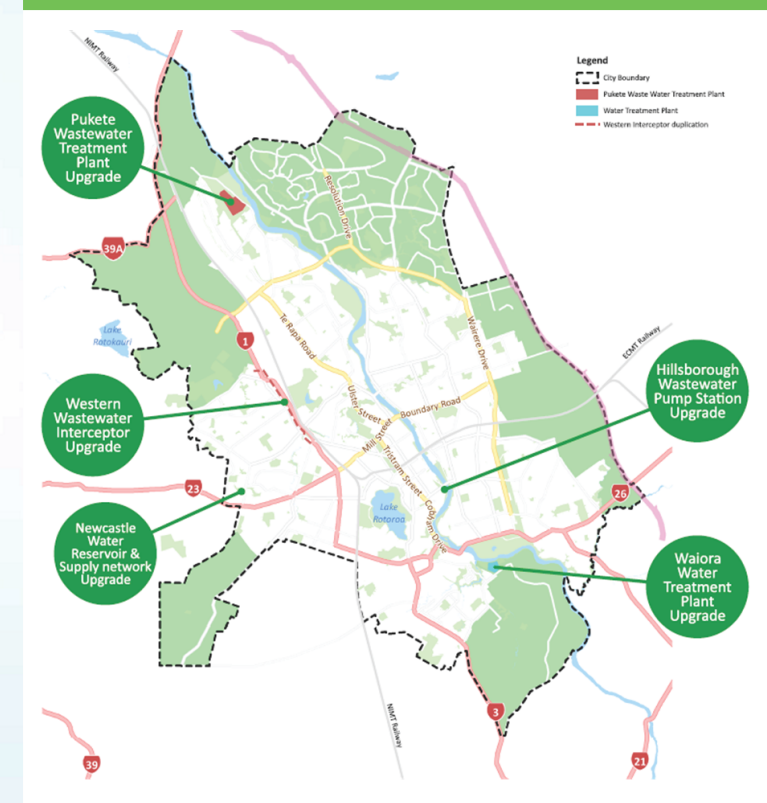 Legend
City Boundary
Pukete Waste Water Treatment Plant
Water Treatment Plant
Western Interceptor duplication
NIMT Railway
Pukete
Wastewater
Treatment
Plant
Upgrade
Resolution Drive
39A
Lake
Rotokauri
1
Te Rapa Road
Wairere Drive
ECMT Railway
Hillsborough
Wastewater
Pump Station
Upgrade
Western
Wastewater
Interceptor
Upgrade
Ulster Street
Boundary Road
Mill Street
Tristram Street
23
26
Newcastle
Water
Reservoir &
Supply network
Upgrade
Lake
Rotoroa
Cobham Drive
Waiora
Water
Treatment
Plant
Upgrade
3
NIMT Railway
39
21